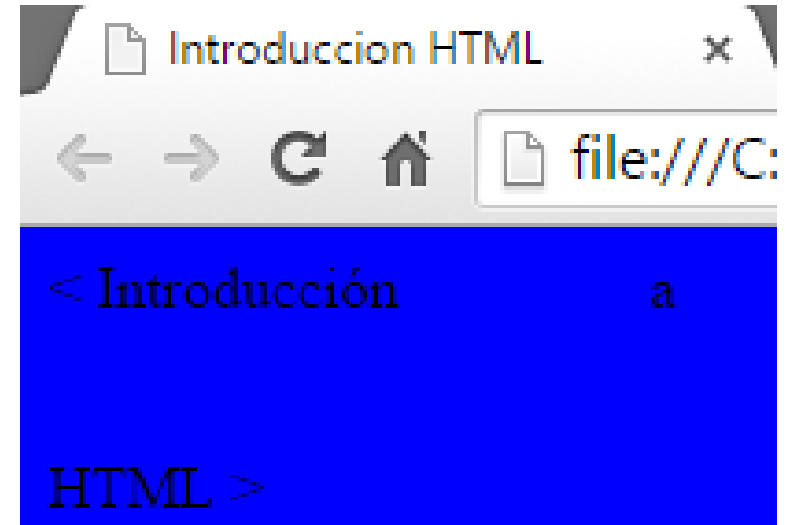 Introduccion HTML
file:///C:
< Introducción a
HTML >